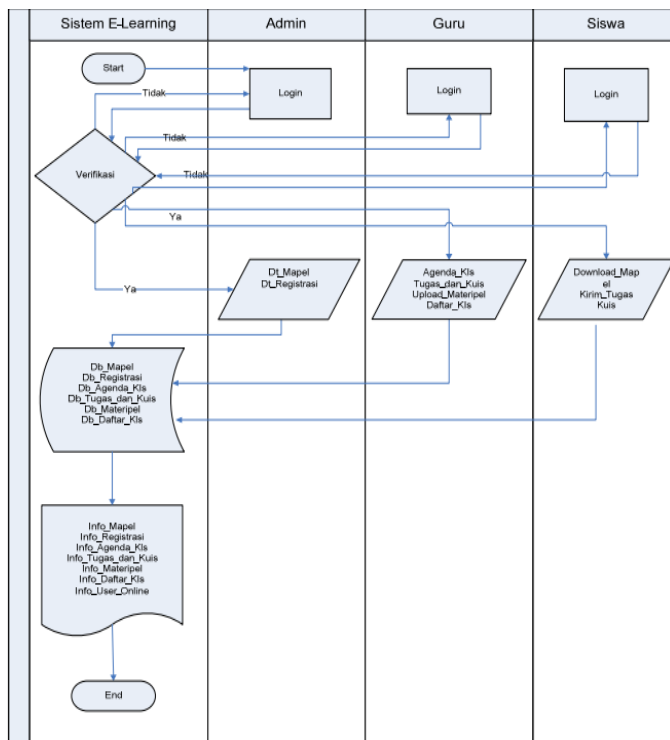 Sistem E-Learning
Admin
Guru
Siswa
Start
Login
Login
Login
Tidak
Tidak
Verifikasi
Tidak
Ya
Ya
Dt_Mapel
Dt_Registrasi
Agenda_Kls
Tugas_dan_Kuis
Upload_Materipel
Daftar_Kls
Download_Map
el
Kirim_Tugas
Kuis
Db_Mapel
Db_Registrasi
Db_Agenda_Kls
Db_Tugas_dan_Kuis
Db_Materipel
Db_Daftar_Kls
Info_Mapel
Info_Registrasi
Info_Agenda_Kls
Info_Tugas_dan_Kuis
Info_Materipel
Info_Daftar_Kls
Info_User_Online
End